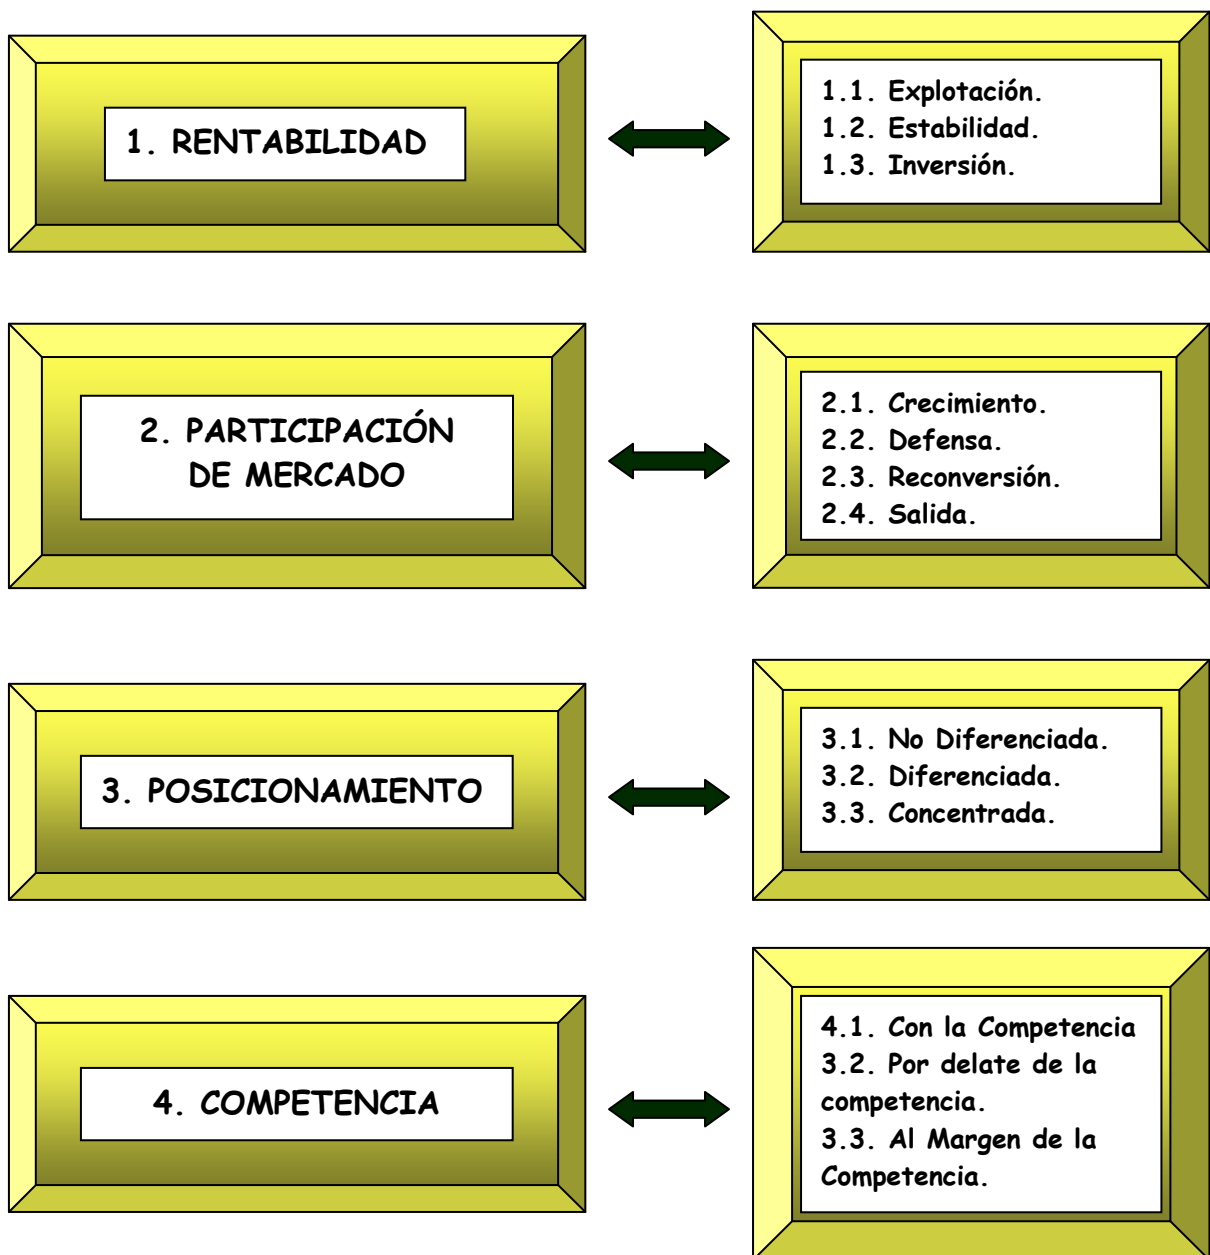 1. RENTABILIDAD
1.1. Explotación.
1.2. Estabilidad.
1.3. Inversión.
2. PARTICIPACIÓN
DE MERCADO
2.1. Crecimiento.
2.2. Defensa.
2.3. Reconversión.
2.4. Salida.
3. POSICIONAMIENTO
3.1. No Diferenciada.
3.2. Diferenciada.
3.3. Concentrada.
4. COMPETENCIA
4.1. Con la Competencia
3.2. Por delate de la
competencia.
3.3. Al Margen de la
Competencia.